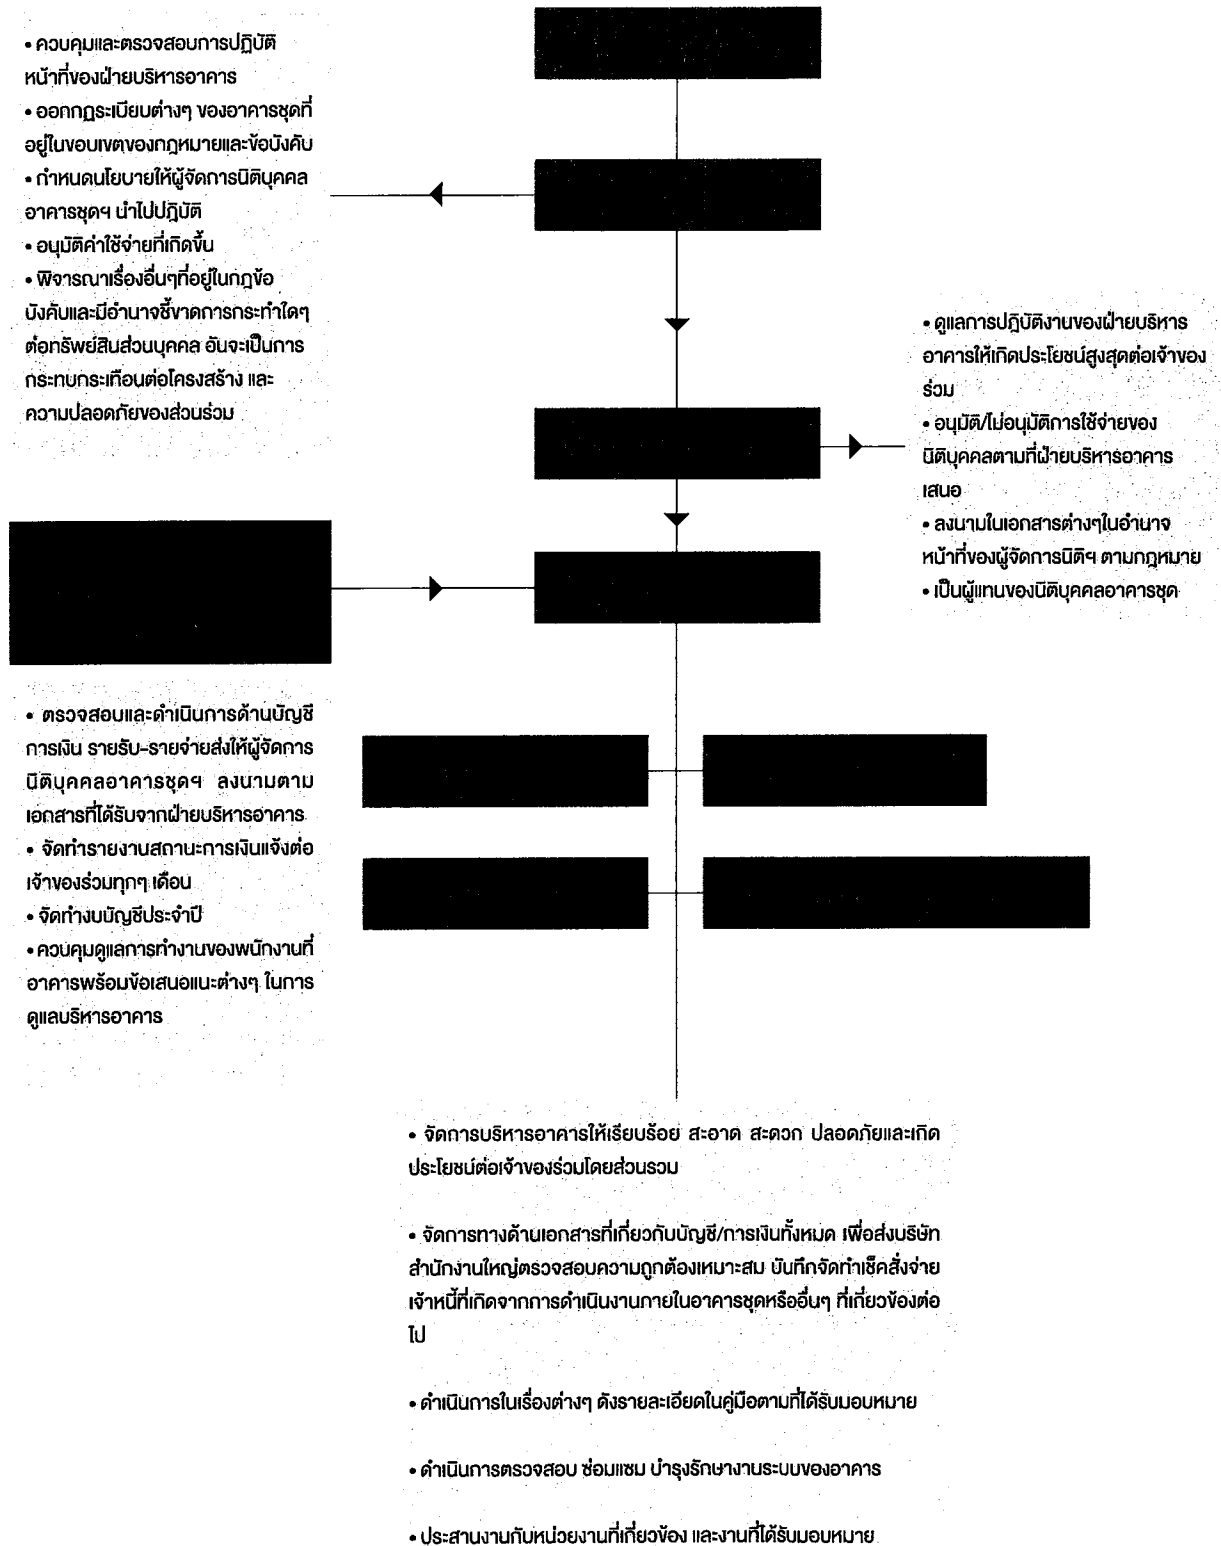 • ควบคุมและตรวจสอบการปฏิบัติ
หน้าที่ของฝ่ายบริหารอาคาร
• ออกกฎระเบียบต่างๆ ของอาคารชุดที่
อยู่ในขอบเขตของกฎหมายและข้อบังคับ
• กำหนดนโยบายให้ผู้จัดการนิติบุคคล
อาคารชุดฯ นำไปปฏิบัติ
• อนุมัติค่าใช้จ่ายที่เกิดขึ้น
• พิจารณาเรื่องอื่นๆที่อยู่ในกฎข้อ
บังคับและมีอำนาจชี้ขาดการกระทำใดๆ
ต่อทรัพย์สินส่วนบุคคล อันจะเป็นการ
กระทบกระเทือนต่อโครงสร้าง และ
ความปลอดภัยของส่วนร่วม
• ดูแลการปฏิบัติงานของฝ่ายบริหาร
อาคารให้เกิดประโยชน์สูงสุดต่อเจ้าของ
ร่วม
• อนุมัติ/ไม่อนุมัติการใช้จ่ายของ
นิติบุคคลตามที่ฝ่ายบริหารอาคาร
เสนอ
• ลงนามในเอกสารต่างๆในอำนาจ
หน้าที่ของผู้จัดการนิติฯ ตามกฎหมาย
• เป็นผู้แทนของนิติบุคคลอาคารชุด
• ตรวจสอบและดำเนินการด้านบัญชี
การเงิน รายรับ-รายจ่ายส่งให้ผู้จัดการ
นิติบุคคลอาคารชุดฯ ลงนามตาม
เอกสารที่ได้รับจากฝ่ายบริหารอาคาร
• จัดทำรายงานสถานะการเงินแจ้งต่อ
เจ้าของร่วมทุกๆ เดือน
• จัดทำงบบัญชีประจำปี
• ควบคุมดูแลการทำงานของพนักงานที่
อาคารพร้อมข้อเสนอแนะต่างๆ ในการ
ดูแลบริหารอาคาร
• จัดการบริหารอาคารให้เรียบร้อย สะอาด สะดวก ปลอดภัยและเกิด
ประโยชน์ต่อเจ้าของร่วมโดยส่วนรวม
• จัดการทางด้านเอกสารที่เกี่ยวกับบัญชี/การเงินทั้งหมด เพื่อส่งบริษัท
สำนักงานใหญ่ตรวจสอบความถูกต้องเหมาะสม บันทึกจัดทำเช็คสั่งจ่าย
เจ้าหนี้ที่เกิดจากการดำเนินงานภายในอาคารชุดหรืออื่นๆ ที่เกี่ยวข้องต่อ
ไป
• ดำเนินการในเรื่องต่างๆ ดังรายละเอียดในคู่มือตามที่ได้รับมอบหมาย
• ดำเนินการตรวจสอบ ซ่อมแซม บำรุงรักษางานระบบของอาคาร
• ประสานงานกับหน่วยงานที่เกี่ยวข้อง และงานที่ได้รับมอบหมาย